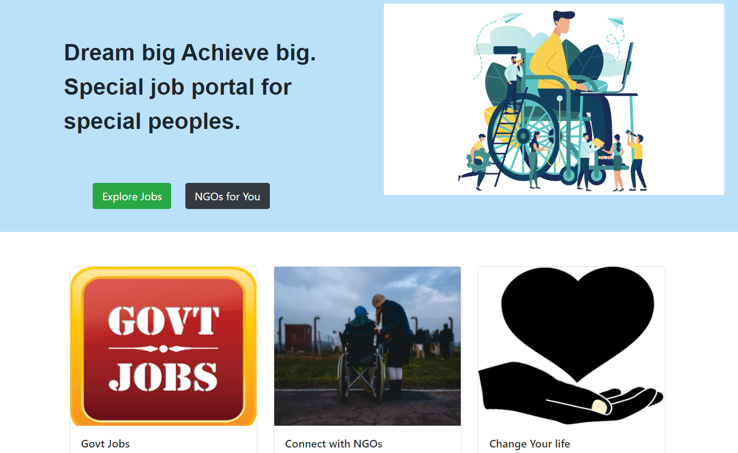 Dream big Achieve big.
Special job portal for
special peoples.
Explore Jobs
NGOs for You
GOVT
JOBS
Govt Jobs
Connect with NGOs
Change Your life